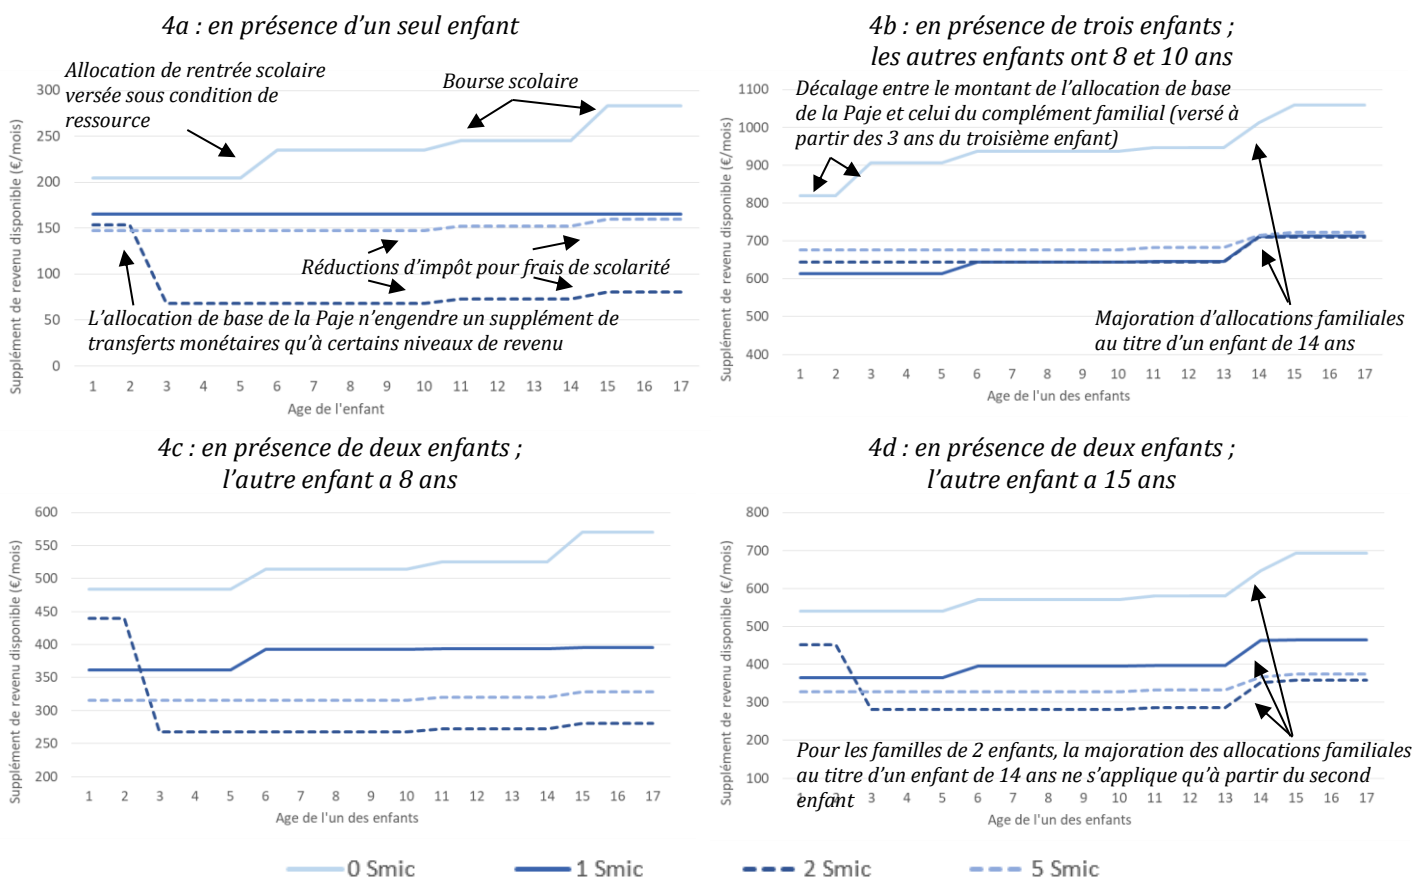 4a : en présence d’un seul enfant
Allocation de rentrée scolaire
versée sous condition de
ressource
Bourse scolaire
Réductions d’impôt pour frais de scolarité
L’allocation de base de la Paje n’engendre un supplément de
transferts monétaires qu’à certains niveaux de revenu
Supplément de revenu disponible (€/mois)
300
250
200
150
100
50
0
1 2 3 4 5 6 7 8 9 10 11 12 13 14 15 16 17
Age de l'enfant
4b : en présence de trois enfants ;
les autres enfants ont 8 et 10 ans
Décalage entre le montant de l’allocation de base
de la Paje et celui du complément familial (versé à
partir des 3 ans du troisième enfant)
Majoration d’allocations familiales
au titre d’un enfant de 14 ans
Supplément de revenu disponible (€/mois)
1100
1000
900
800
700
600
500
400
1 2 3 4 5 6 7 8 9 10 11 12 13 14 15 16 17
Age de l'un des enfants
4c : en présence de deux enfants ;
l’autre enfant a 8 ans
Supplément de revenu disponible (€/mois)
600
550
500
450
400
350
300
250
200
1 2 3 4 5 6 7 8 9 10 11 12 13 14 15 16 17
Age de l'un des enfants
4d : en présence de deux enfants ;
l’autre enfant a 15 ans
Supplément de revenu disponible (€/mois)
800
700
600
500
400
300
200
100
Pour les familles de 2 enfants, la majoration des allocations familiales
au titre d’un enfant de 14 ans ne s’applique qu’à partir du second
enfant
1 2 3 4 5 6 7 8 9 10 11 12 13 14 15 16 17
Age de l'un des enfants
0 Smic 1 Smic 2 Smic 5 Smic